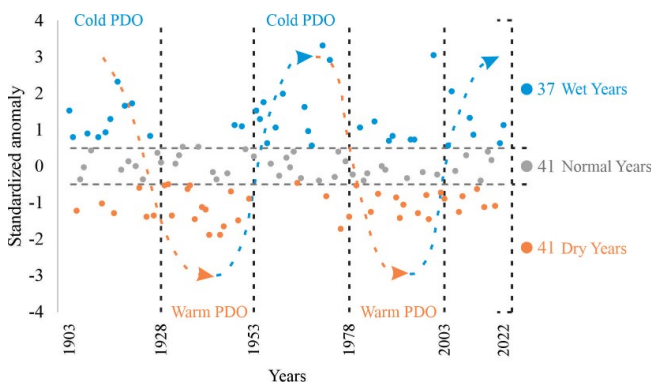 Cold PDO
Cold PDO
4
3
2
1
0
-1
-2
-3
-4
Standardized anomaly
37 Wet Years
41 Normal Years
41 Dry Years
Warm PDO
Warm PDO
1903
1928
1953
1978
2003
2022
Years